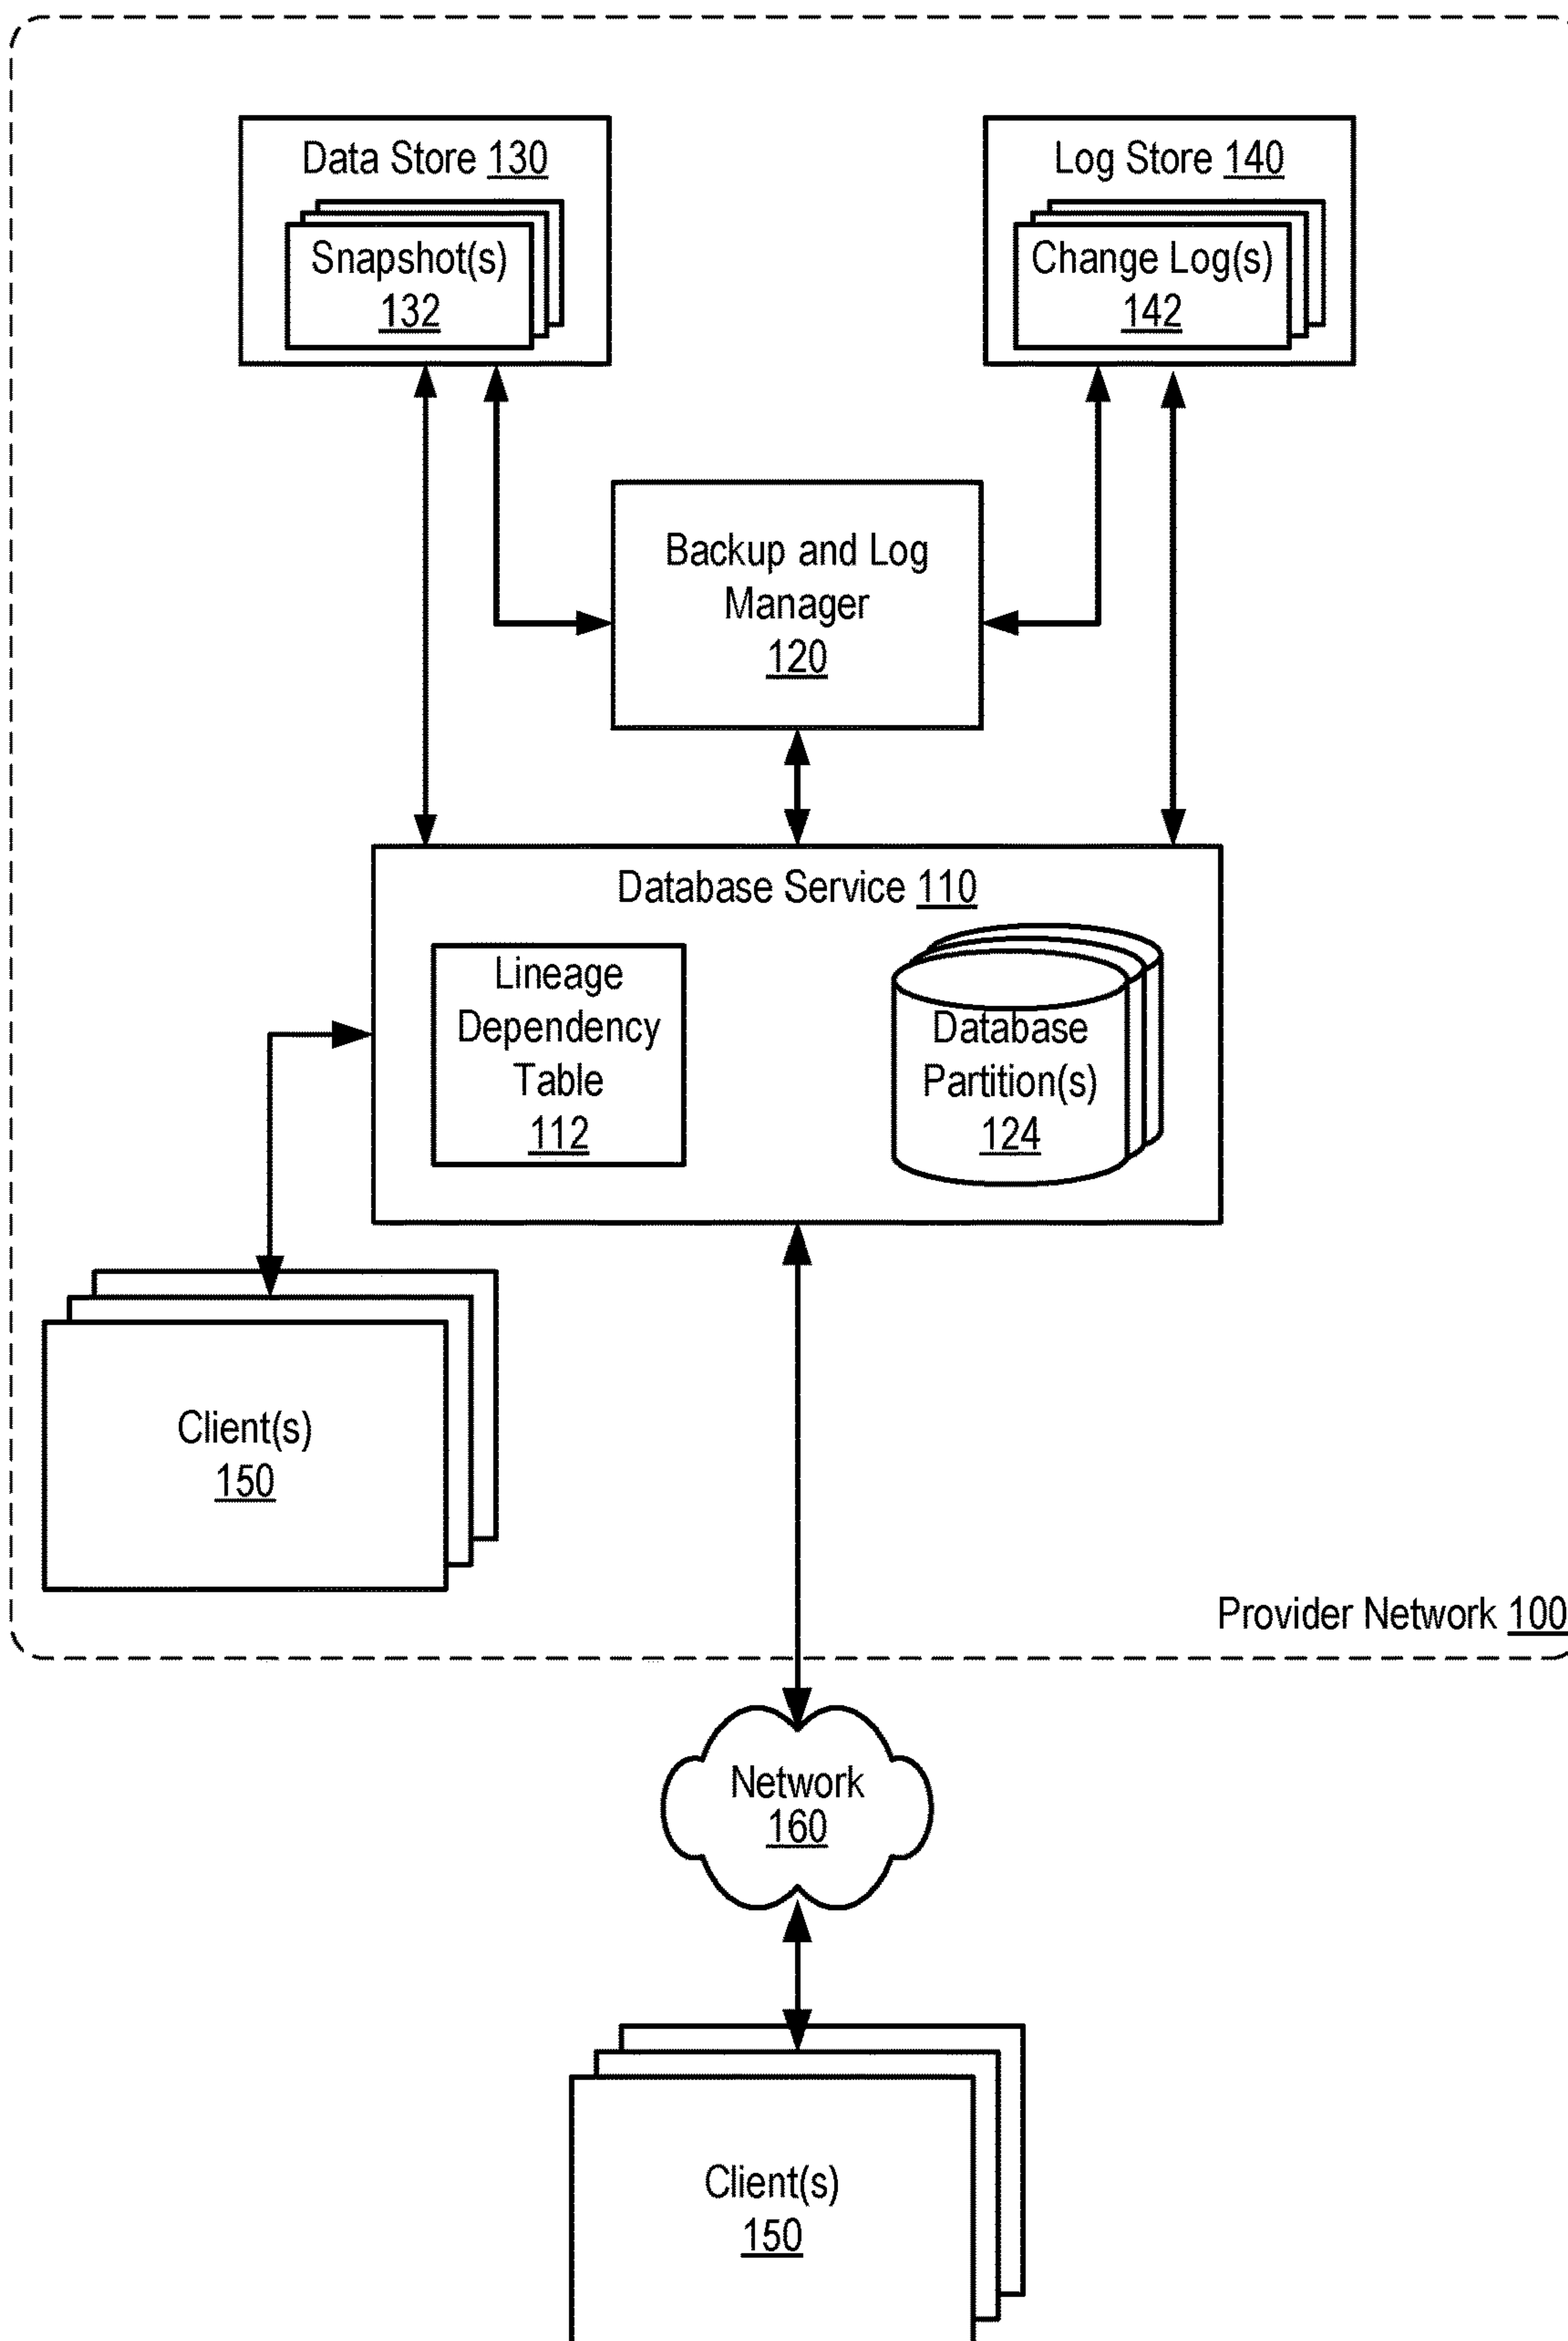 Data Store 130
Snapshot(s)
132
Log Store 140
Change Log(s)
142
Backup and Log
Manager
120
Database Service 110
Lineage
Dependency
Table
112
Database
Partition(s)
124
Client(s)
150
Provider Network 100
Network
160
Client(s)
150